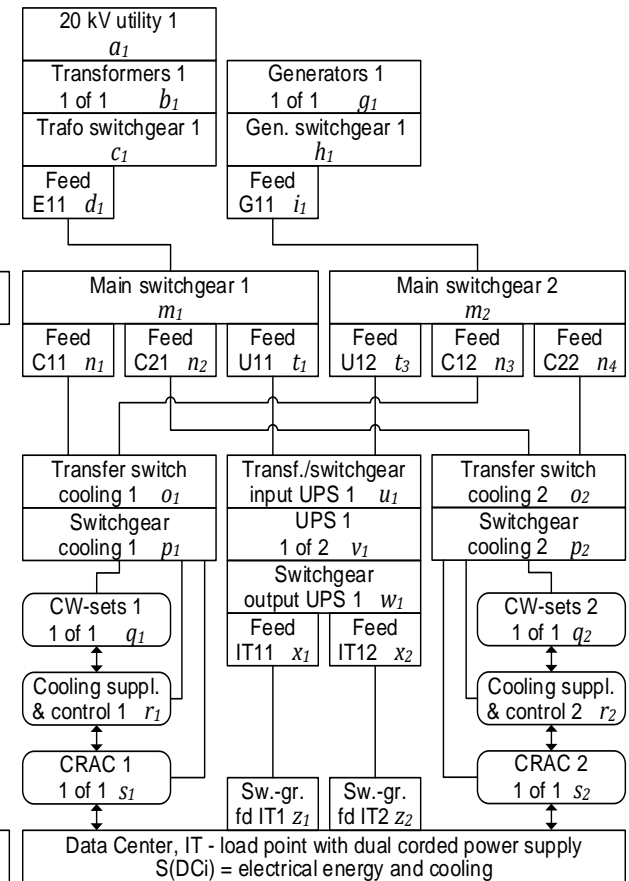 20 kV utility 1
a1
Transformers 1
1 of 1 b1
Trafo switchgear 1
c1
Feed
E11 d1
Generators 1
1 of 1 g1
Gen. switchgear 1
h1
Feed
G11 i1
Main switchgear 1
m1
Main switchgear 2
m2
Feed
C11 n1
Feed
C21 n2
Feed
U11 t1
Feed
U12 t3
Feed
C12 n3
Feed
C22 n4
Transfer switch
cooling 1 o1
Switchgear
cooling 1 p1
Transf./switchgear
input UPS 1 u1
UPS 1
1 of 2 v1
Switchgear
output UPS 1 w1
Feed
IT11 x1
Feed
IT12 x2
Transfer switch
cooling 2 o2
Switchgear
cooling 2 p2
CW-sets 1
1 of 1 q1
Cooling suppl.
& control 1 r1
CRAC 1
1 of 1 s1
CW-sets 2
1 of 1 q2
Cooling suppl.
& control 2 r2
CRAC 2
1 of 1 s2
Sw.-gr.
fd IT1 z1
Sw.-gr.
fd IT2 z2
Data Center, IT - load point with dual corded power supply
S(DCi) = electrical energy and cooling